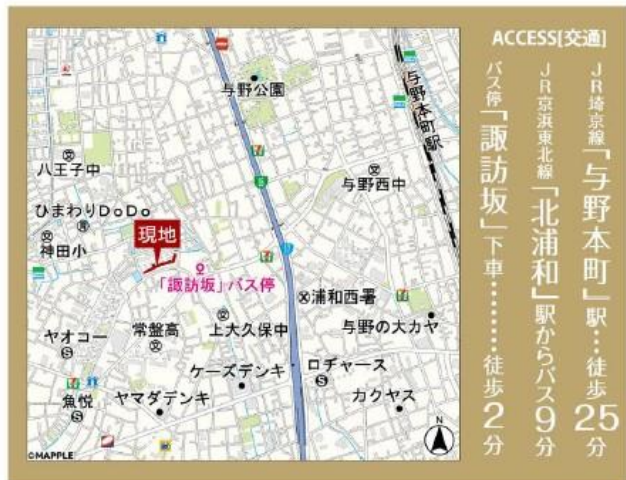 ACCESS[交通]
JR埼京線「与野本町」駅…徒歩25分
JR京浜東北線「北浦和」駅からバス9分
バス停「諏訪坂」下車………徒歩2分
与野公園
与野本町駅
八王子中
与野西中
ひまわりDoDo
神田小
現地
「諏訪坂」バス停
浦和西署
与野の大カヤ
ヤオコー
常盤高
上大久保中
ケーズデンキ
ロヂャース
魚悦
ヤマダデンキ
カクヤス
N
©MAPPLE